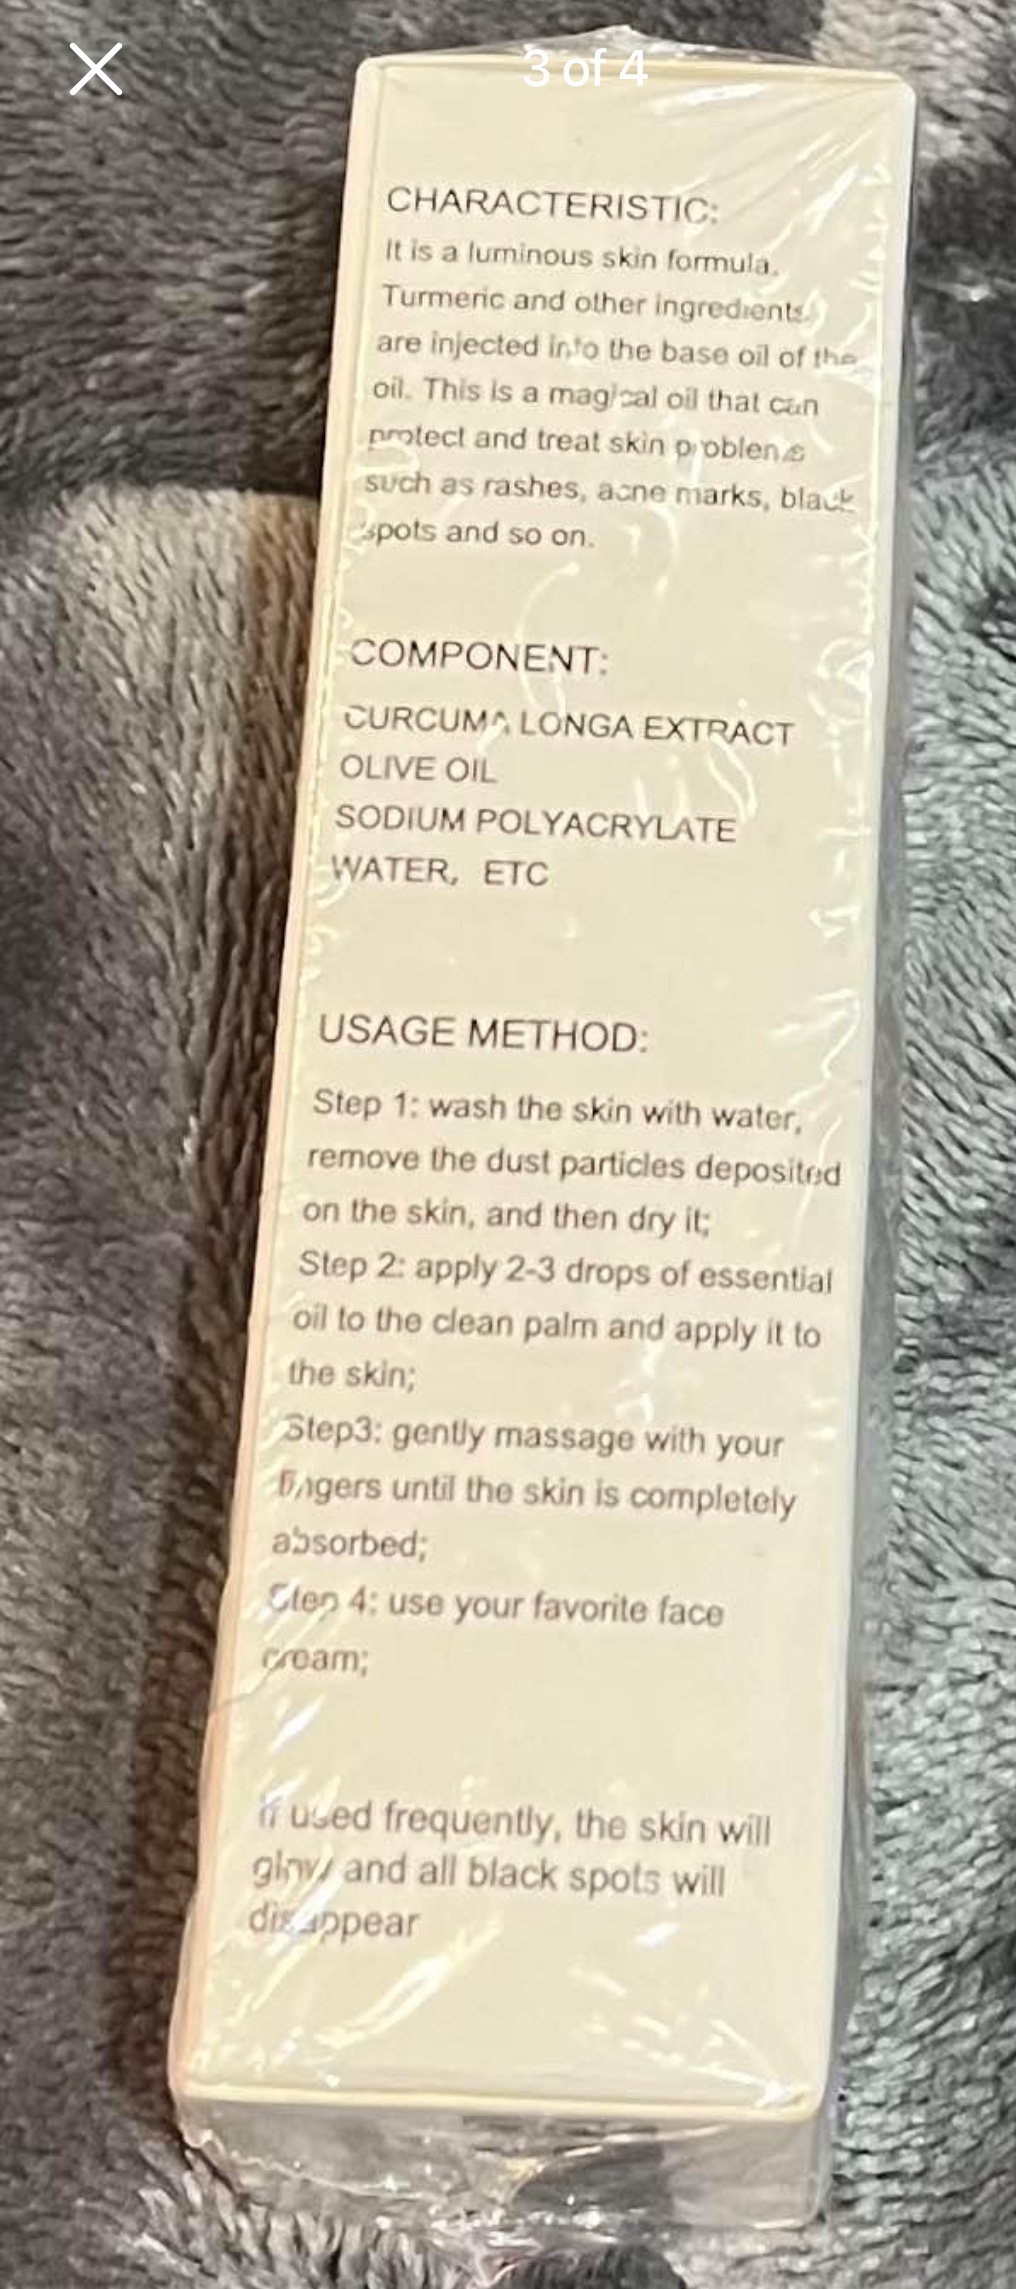 3 of 4
CHARACTERISTIC:
It is a luminous skin formula.
Turmeric and other ingredients
are injected into the base oil of the
oil. This is a magical oil that can
protect and treat skin problems
such as rashes, acne marks, black
spots and so on.
COMPONENT:
CURCUMA LONGA EXTRACT
OLIVE OIL
SODIUM POLYACRYLATE
WATER, ETC
USAGE METHOD:
Step 1: wash the skin with water,
remove the dust particles deposited
on the skin, and then dry it;
Step 2: apply 2-3 drops of essential
oil to the clean palm and apply it to
the skin;
Step3: gently massage with your
fingers until the skin is completely
absorbed;
Step 4: use your favorite face
cream;
If used frequently, the skin will
glow and all black spots will
disappear